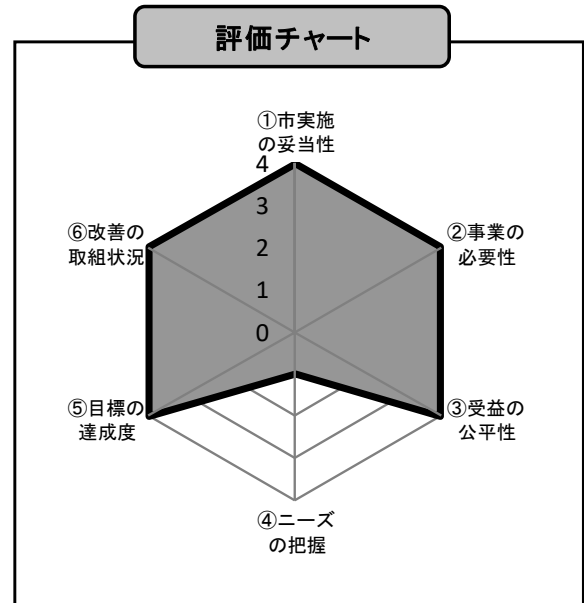 評価チャート
①市実施
の妥当性
4
3
2
1
0
②事業の
必要性
③受益の
公平性
④ニーズ
の把握
⑤目標の
達成度
⑥改善の
取組状況